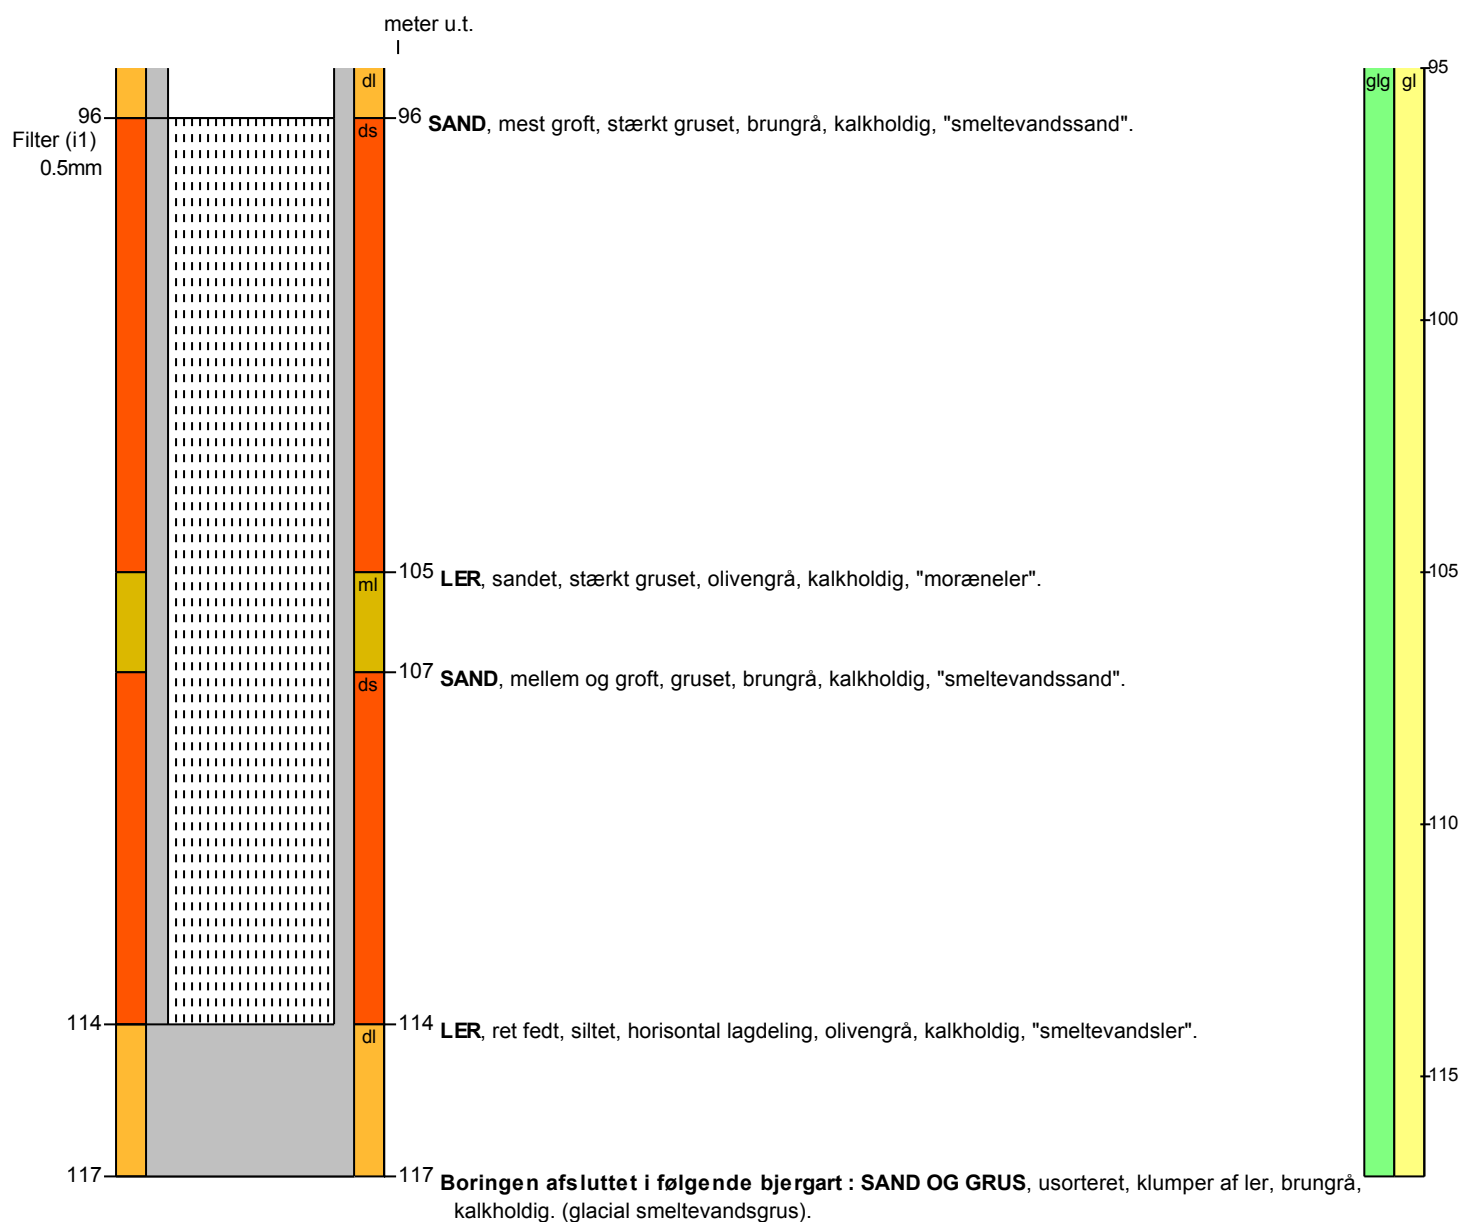 meter u.t.
dl
glg
gl
95
96
ds
96 SAND, mest groft, stærkt gruset, brungrå, kalkholdig, "smeltevandssand".
Filter (i1)
0.5mm
100
105
ml
LER, sandet, stærkt gruset, olivengrå, kalkholdig, "moræneler".
105
107
ds
SAND, mellem og groft, gruset, brungrå, kalkholdig, "smeltevandssand".
110
114
114
dl
LER, ret fedt, siltet, horisontal lagdeling, olivengrå, kalkholdig, "smeltevandsler".
115
117
117
Boringen afsluttet i følgende bjergart : SAND OG GRUS, usorteret, klumper af ler, brungrå,
kalkholdig. (glacial smeltevandsgrus).